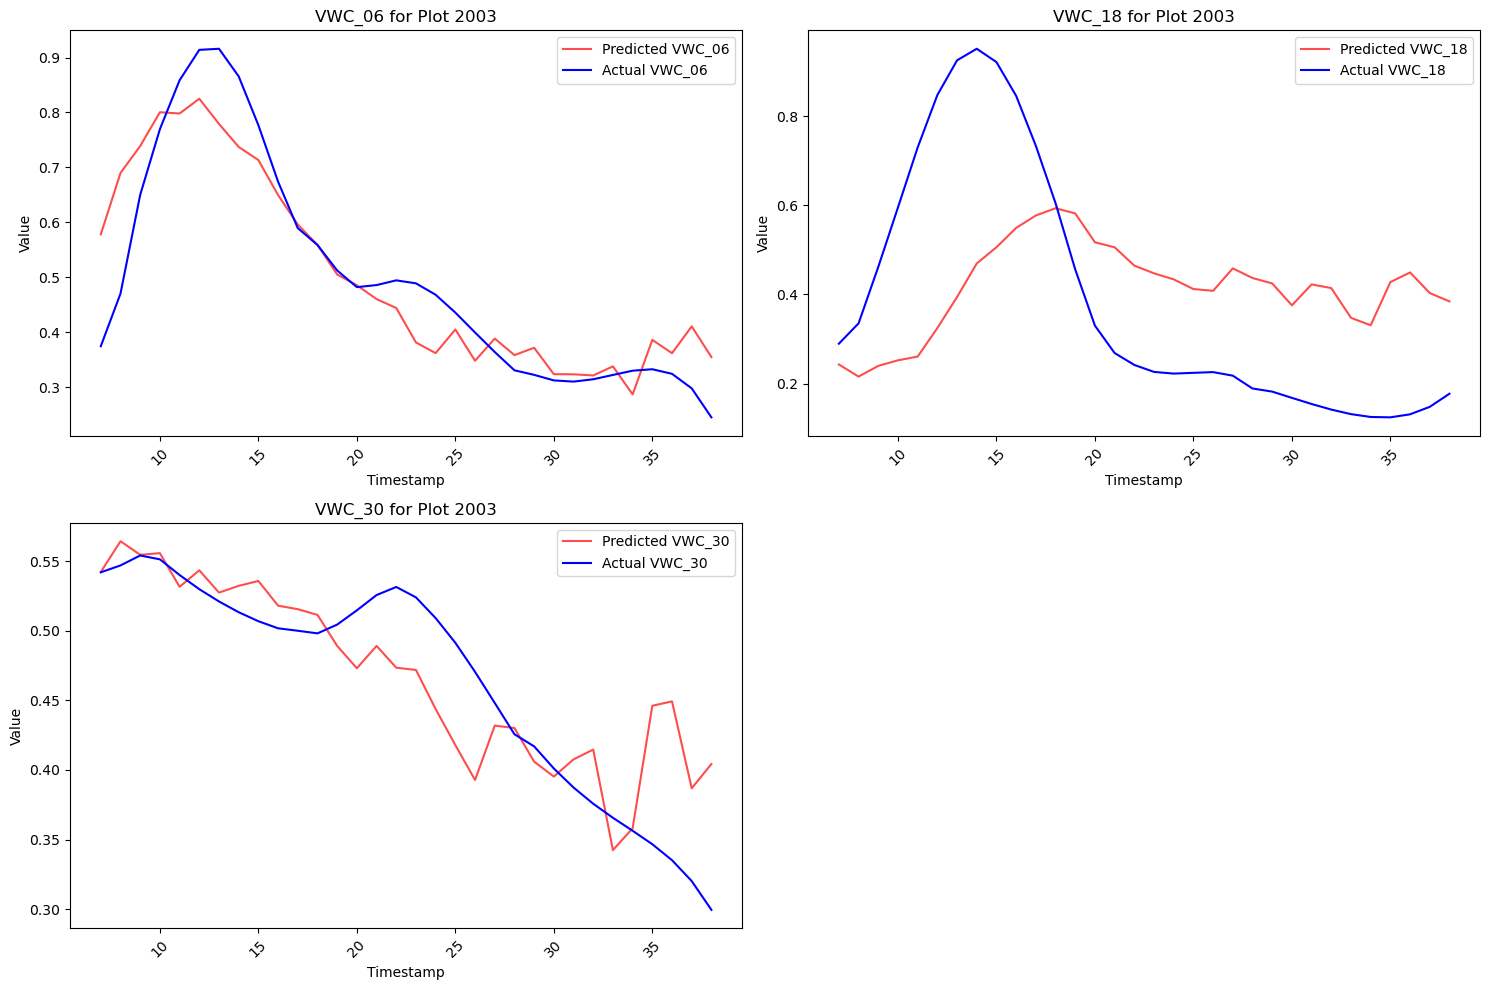 VWC_06 for Plot 2003
Predicted VWC_06
Actual VWC_06
Value
0.9
0.8
0.7
0.6
0.5
0.4
0.3
10
15
20
25
30
35
Timestamp
VWC_18 for Plot 2003
Predicted VWC_18
Actual VWC_18
Value
0.8
0.6
0.4
0.2
10
15
20
25
30
35
Timestamp
VWC_30 for Plot 2003
Predicted VWC_30
Actual VWC_30
Value
0.55
0.50
0.45
0.40
0.35
0.30
10
15
20
25
30
35
Timestamp